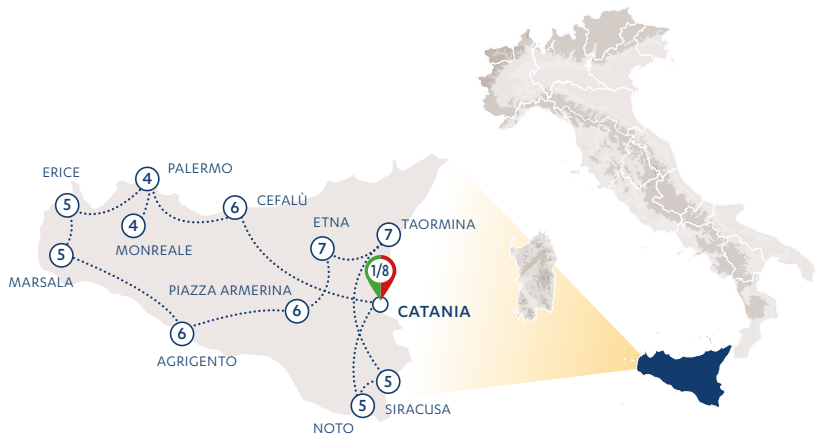 PALERMO
4
ERICE
5
4
MONREALE
6
CEFALÙ
ETNA
7
TAORMINA
7
1/8
CATANIA
5
MARSALA
PIAZZA ARMERINA
6
6
AGRIGENTO
5
SIRACUSA
5
NOTO